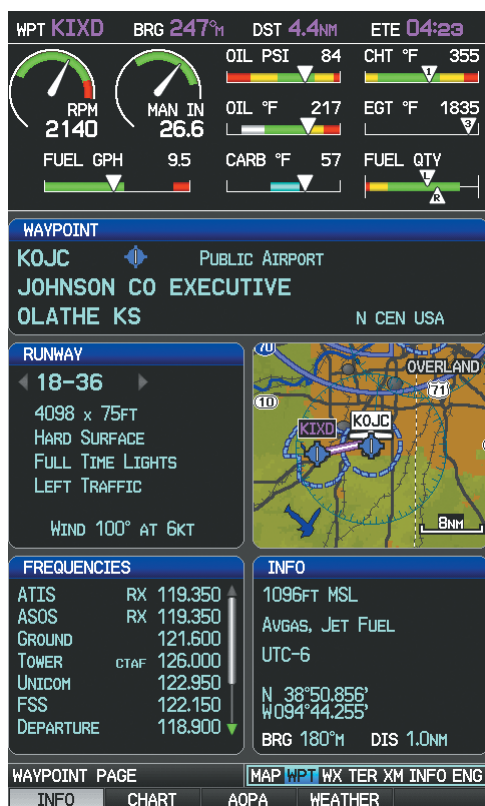 WPT KIXD BRG 247°M DST 4.4NM ETE 04:23
RPM
2140
MAN IN
26.6
OIL PSI 84
CHT °F 355
1
OIL °F 217
EGT °F 1835
3
FUEL GPH 9.5
CARB °F 57
FUEL QTY
L
R
WAYPOINT
KOJC PUBLIC AIRPORT
JOHNSON CO EXECUTIVE
OLATHE KS N CEN USA
RUNWAY
18-36
4098 x 75FT
HARD SURFACE
FULL TIME LIGHTS
LEFT TRAFFIC
WIND 100° AT 6KT
70
OVERLAND
71
10
KIXD
KOJC
8NM
FREQUENCIES
ATIS RX 119.350
ASOS RX 119.350
GROUND 121.600
TOWER CTAF 126.000
UNICOM 122.950
FSS 122.150
DEPARTURE 118.900
INFO
1096FT MSL
AVGAS, JET FUEL
UTC-6
N 38°50.856'
W094°44.255'
BRG 180°M DIS 1.0NM
WAYPOINT PAGE
MAP WPT WX TER XM INFO ENG
INFO CHART AOPA WEATHER